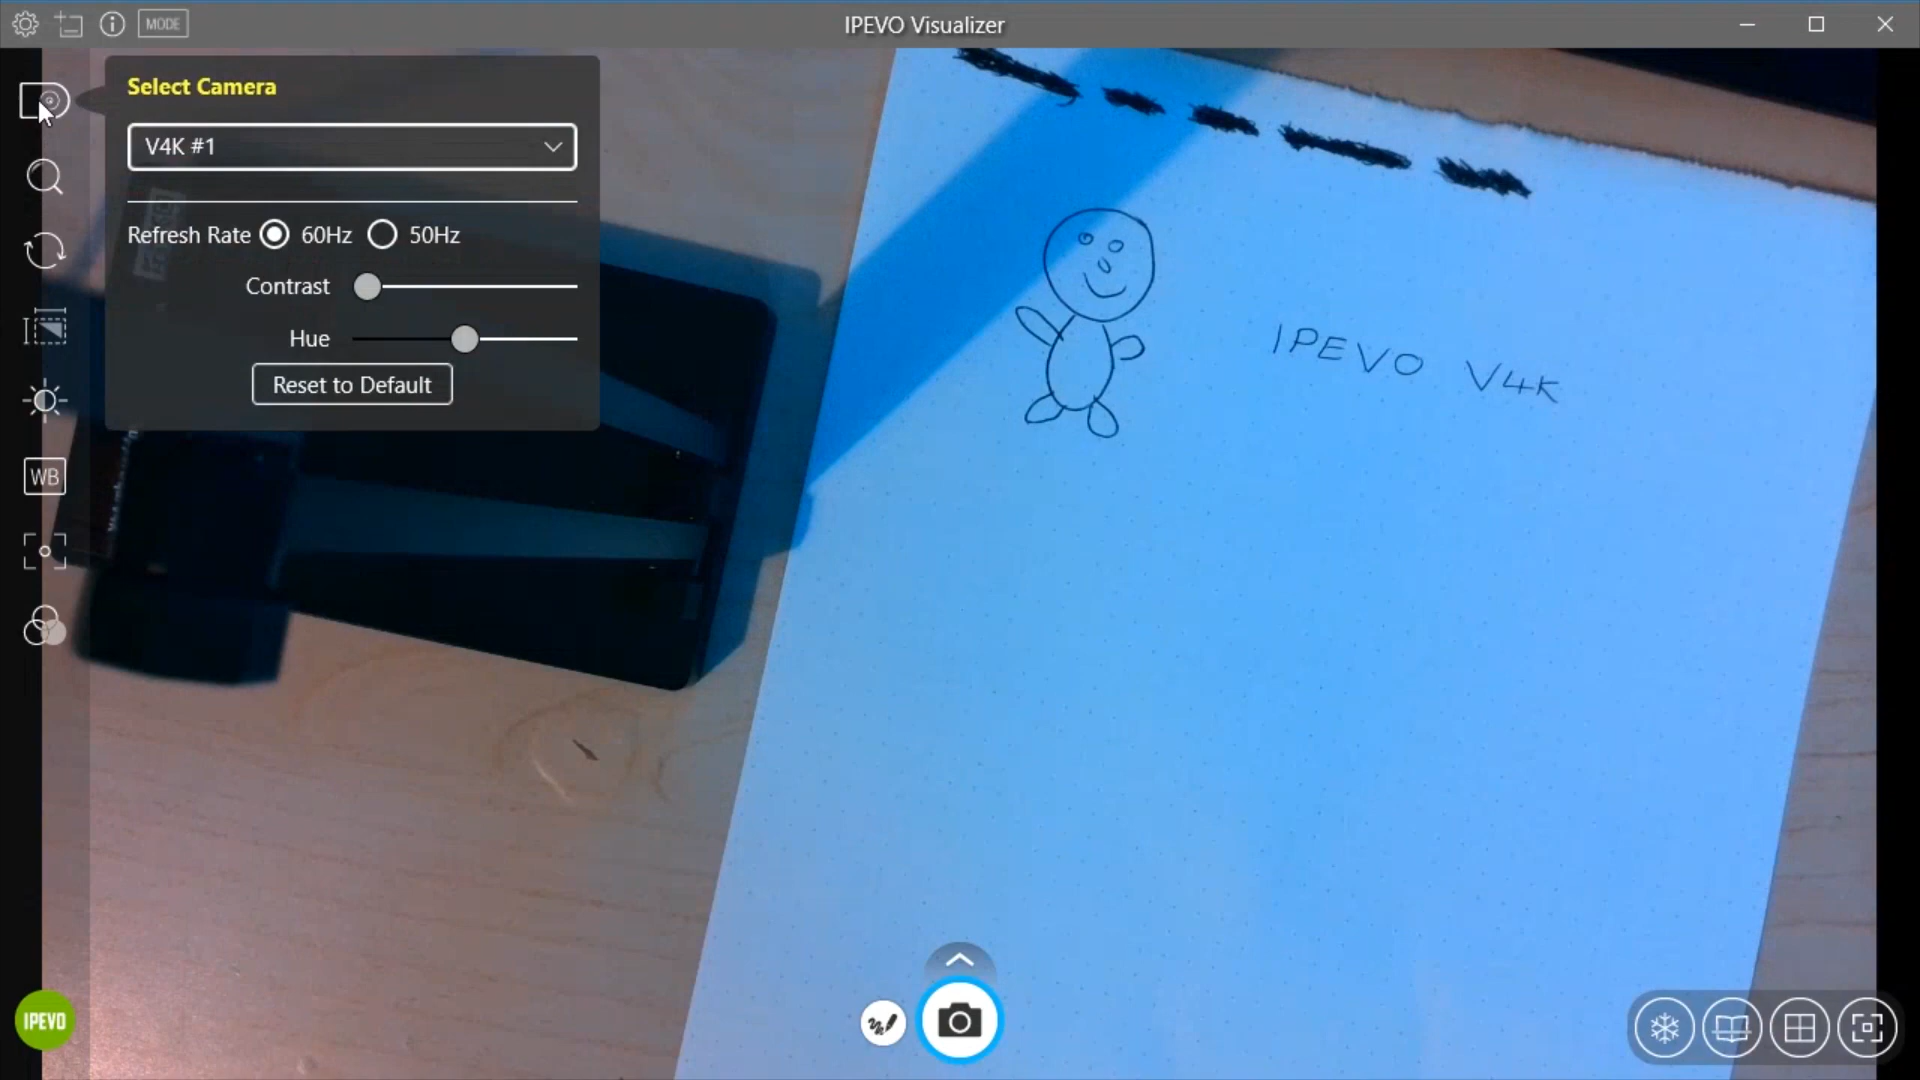 MODE
IPEVO Visualizer
Select Camera
V4K #1
Refresh Rate 60Hz 50Hz
Contrast
Hue
Reset to Default
WB
IPEVO V4K
IPEVO